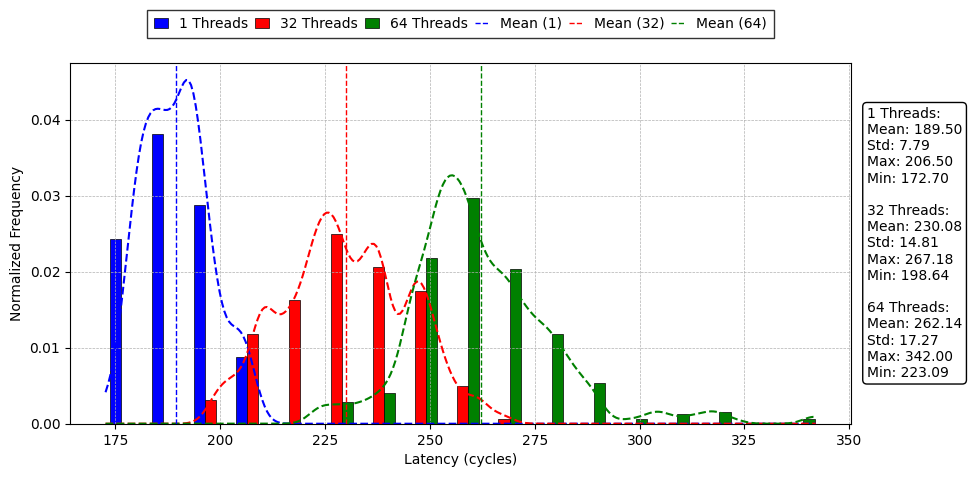 1 Threads 32 Threads 64 Threads Mean (1) Mean (32) Mean (64)
0.04
0.03
0.02
0.01
0.00
Normalized Frequency
175 200 225 250 275 300 325 350
Latency (cycles)
1 Threads:
Mean: 189.50
Std: 7.79
Max: 206.50
Min: 172.70
32 Threads:
Mean: 230.08
Std: 14.81
Max: 267.18
Min: 198.64
64 Threads:
Mean: 262.14
Std: 17.27
Max: 342.00
Min: 223.09